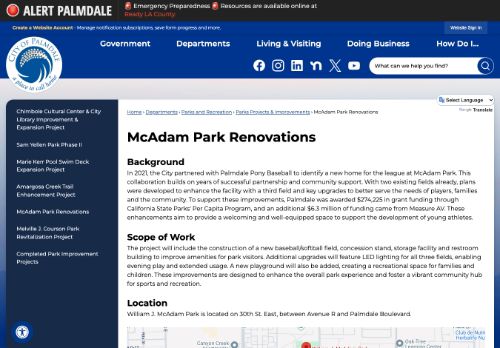 ALERT PALMDALE
🚨 Emergency Preparedness 🚨 Resources are available online at
Ready LA County.
Create a Website Account - Manage notification subscriptions, save form progress and more.
Website Sign In
CITY OF PALMDALE
a place to call home
Government
Departments
Living & Visiting
Doing Business
How Do I...
What can we help you find?
Select Language
Google Translate
Chimbole Cultural Center & City
Library Improvement &
Expansion Project
Sam Yellen Park Phase II
Marie Kerr Pool Swim Deck
Expansion Project
Amargosa Creek Trail
Enhancement Project
McAdam Park Renovations
Melville J. Courson Park
Revitalization Project
Completed Park Improvement
Projects
Home › Departments › Parks and Recreation › Parks Projects & Improvements › McAdam Park Renovations
McAdam Park Renovations
Background
In 2021, the City partnered with Palmdale Pony Baseball to identify a new home for the league at McAdam Park. This
collaboration builds on years of successful partnership and community support. With two existing fields already, plans
were developed to enhance the facility with a third field and key upgrades to better serve the needs of players, families
and the community. To support these improvements, Palmdale was awarded $274,225 in grant funding through
California State Parks' Per Capita Program, and an additional $6.3 million of funding came from Measure AV. These
enhancements aim to provide a welcoming and well-equipped space to support the development of young athletes.
Scope of Work
The project will include the construction of a new baseball/softball field, concession stand, storage facility and restroom
building to improve amenities for park visitors. Additional upgrades will feature LED lighting for all three fields, enabling
evening play and extended usage. A new playground will also be added, creating a recreational space for families and
children. These improvements are designed to enhance the overall park experience and foster a vibrant community hub
for sports and recreation.
Location
William J. McAdam Park is located on 30th St. East, between Avenue R and Palmdale Boulevard.
Canyon Creek
Oak Tree
Club de Nutri
Herbalife Nu